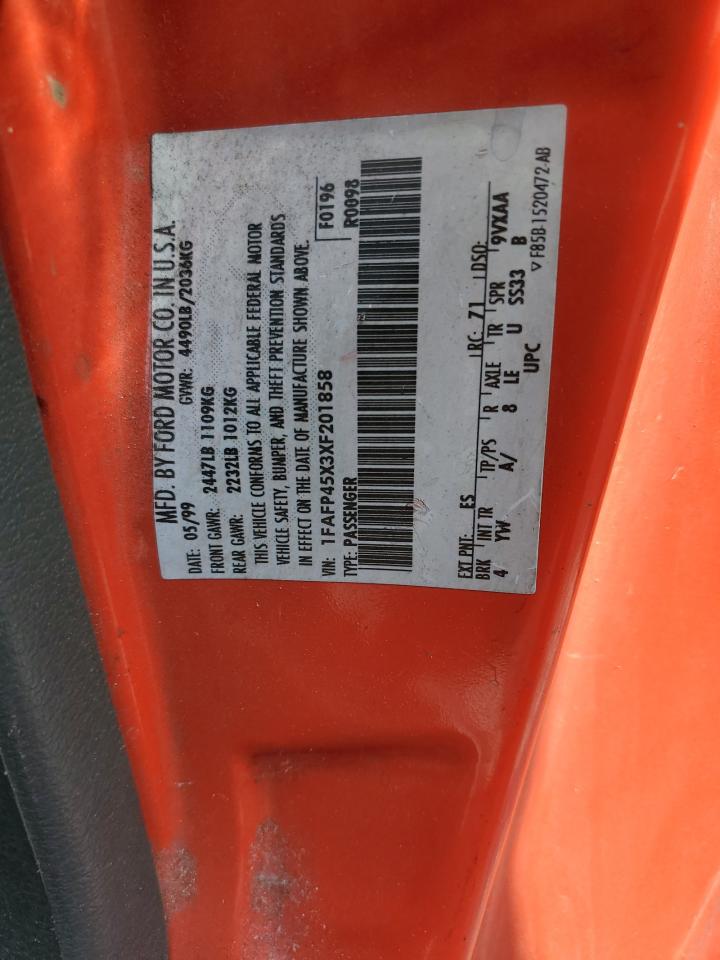 MFD. BY FORD MOTOR CO. IN U.S.A.
DATE: 05/99 GVWR: 4490LB/2036KG
FRONT GAWR: 2447LB 1109KG
REAR GAWR: 2232LB 1012KG
THIS VEHICLE CONFORMS TO ALL APPLICABLE FEDERAL MOTOR
VEHICLE SAFETY, BUMPER, AND THEFT PREVENTION STANDARDS
IN EFFECT ON THE DATE OF MANUFACTURE SHOWN ABOVE.
VIN: 1FAFP45X3XF201858 F0196
TYPE: PASSENGER R0098
EXT PNT: ES RC: 71 DSO:
BRK INT TR TP/PS R AXLE TR SPR 9VXAA
4 YW A/ 8 LE U SS33 B
UPC
▽F85B-1520472-AB